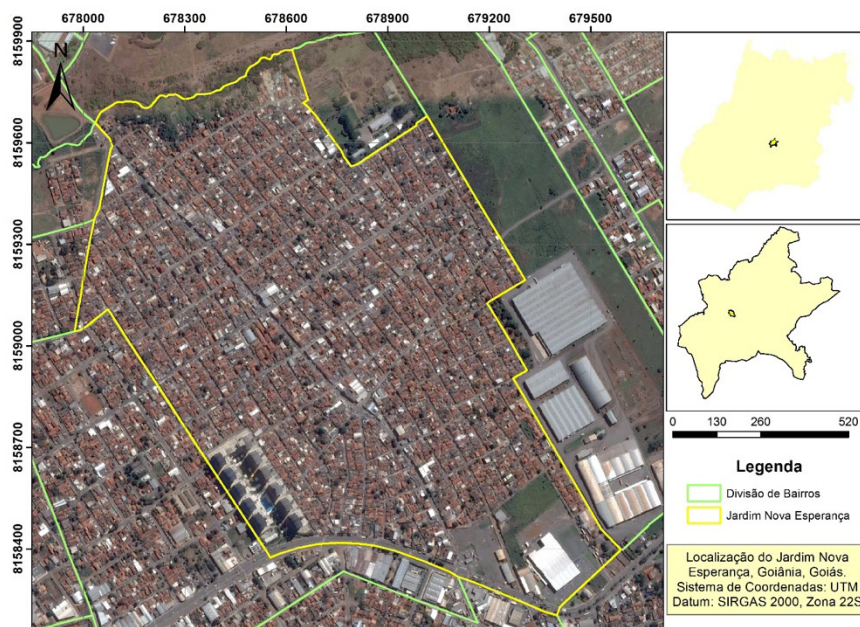 678000 678300 678600 678900 679200 679500
8159900
8159600
8159300
8159000
8158700
8158400
N
0 130 260 520
Legenda
Divisão de Bairros
Jardim Nova Esperança
Localização do Jardim Nova
Esperança, Goiânia, Goiás.
Sistema de Coordenadas: UTM
Datum: SIRGAS 2000, Zona 22S